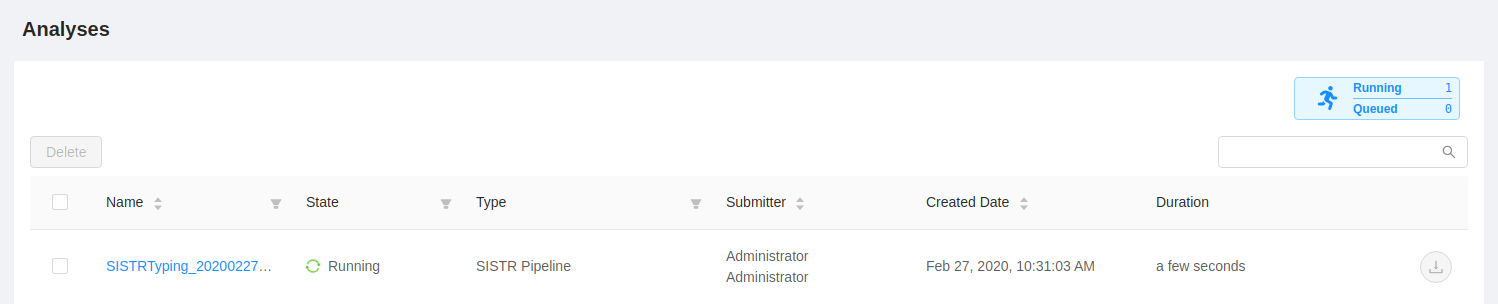 Analyses
Running 1
Queued 0
Delete
Name State Type Submitter Created Date Duration
SISTRTyping_20200227... Running SISTR Pipeline Administrator Administrator Feb 27, 2020, 10:31:03 AM a few seconds